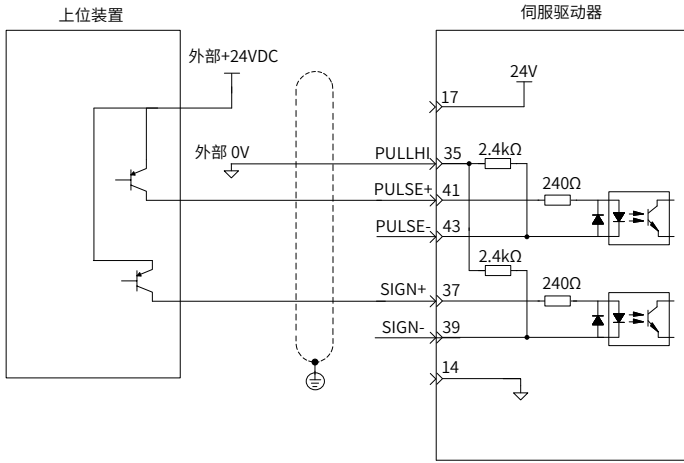 上位装置
伺服驱动器
外部+24VDC
24V
17
外部 0V
PULLHI
35
2.4kΩ
PULSE+
41
240Ω
PULSE-
43
2.4kΩ
SIGN+
37
240Ω
SIGN-
39
14